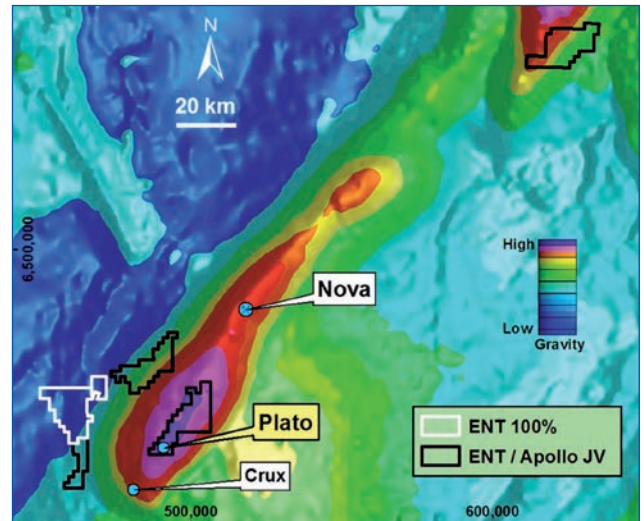 N
20 km
6,500,000
High
Low
Gravity
Nova
Plato
Crux
ENT 100%
ENT / Apollo JV
500,000
600,000